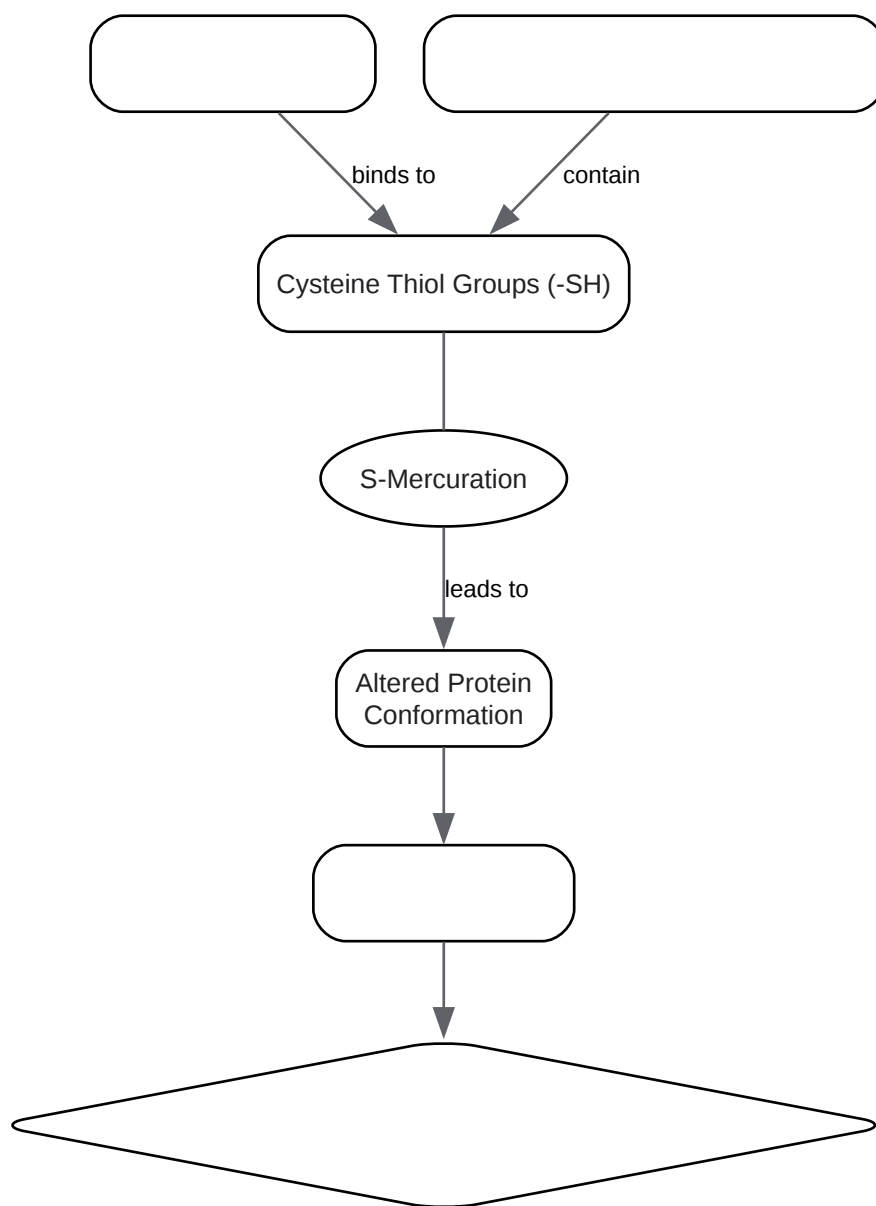 binds to
contain
Cysteine Thiol Groups (-SH)
S-Mercuration
leads to
Altered Protein
Conformation